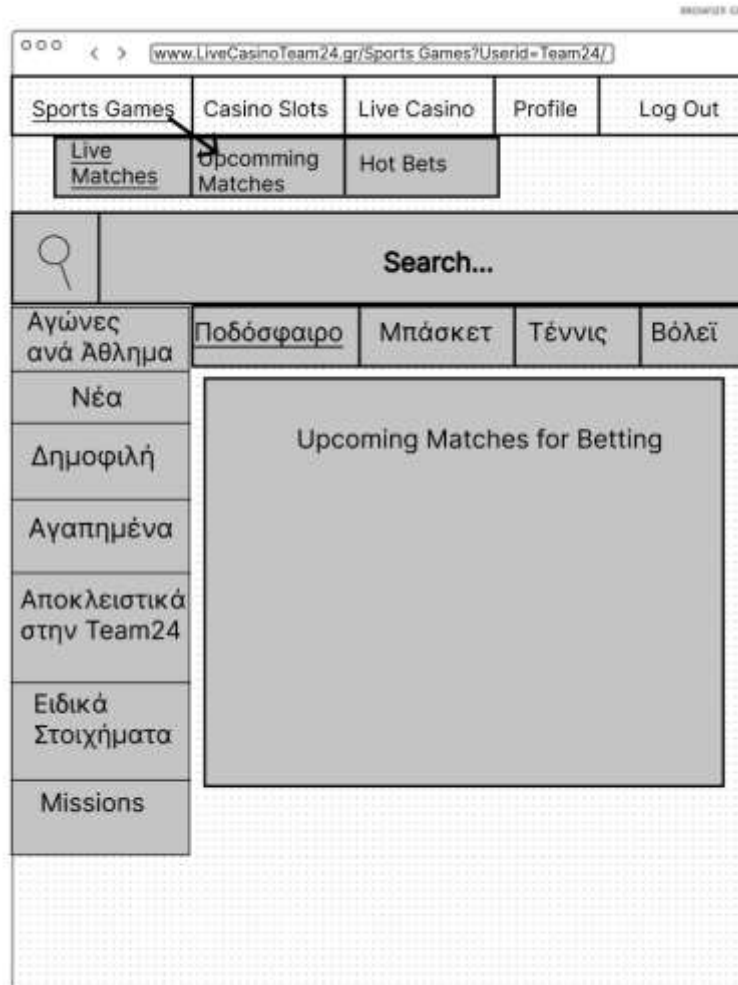 www.LiveCasinoTeam24.gr/Sports Games?Userid=Team24/
Sports Games Casino Slots Live Casino Profile Log Out
Live
Matches
Upcomming
Matches
Hot Bets
Search...
Αγώνες
ανά Άθλημα
Ποδόσφαιρο Μπάσκετ Τέννις Βόλεϊ
Νέα
Upcoming Matches for Betting
Δημοφιλή
Αγαπημένα
Αποκλειστικά
στην Team24
Ειδικά
Στοιχήματα
Missions